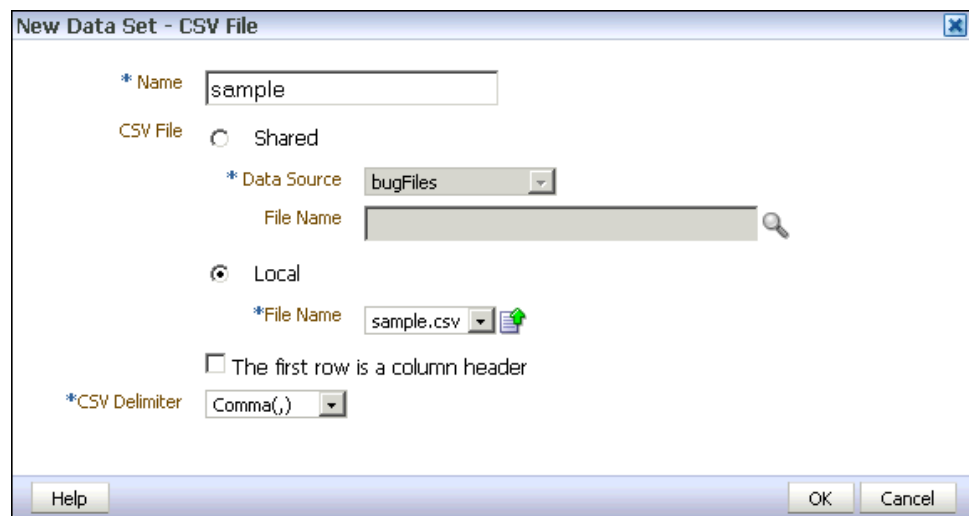 New Data Set - CSV File
* Name sample
CSV File Shared
* Data Source bugFiles
File Name
Local
*File Name sample.csv
The first row is a column header
*CSV Delimiter Comma(,)
Help OK Cancel